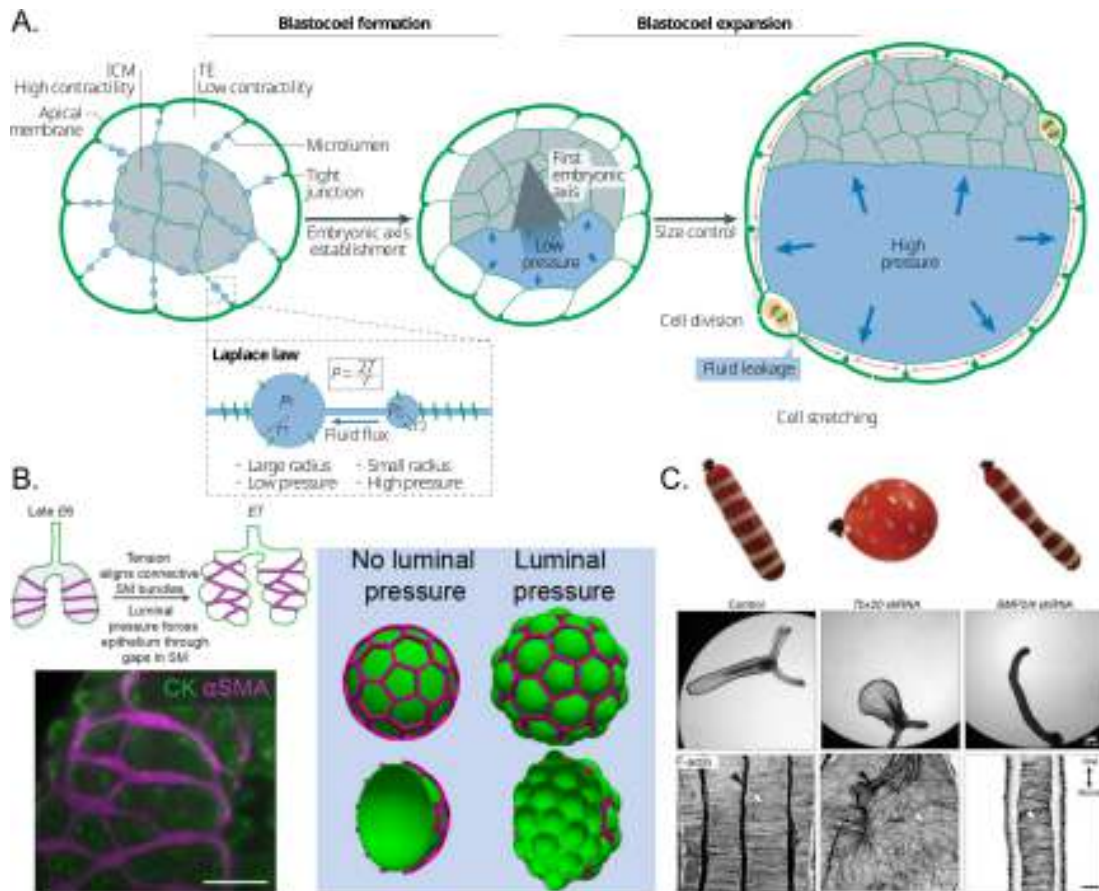 A.
Blastocoel formation
Blastocoel expansion
ICM
High contractility
TE
Low contractility
Apical
membrane
Microlumen
Tight
junction
Embryonic axis
establishment
First
embryonic
axis
Low
pressure
Size control
High
pressure
Cell division
Fluid leakage
Cell stretching
Laplace law
Fluid flux
- Large radius
- Low pressure
- Small radius
- High pressure
B.
Late E6
E7
Tension
aligns connective
SM bundles
Luminal
pressure forces
epithelium through
gaps in SM
CK αSMA
No luminal
pressure
Luminal
pressure
C.
Control
F-actin